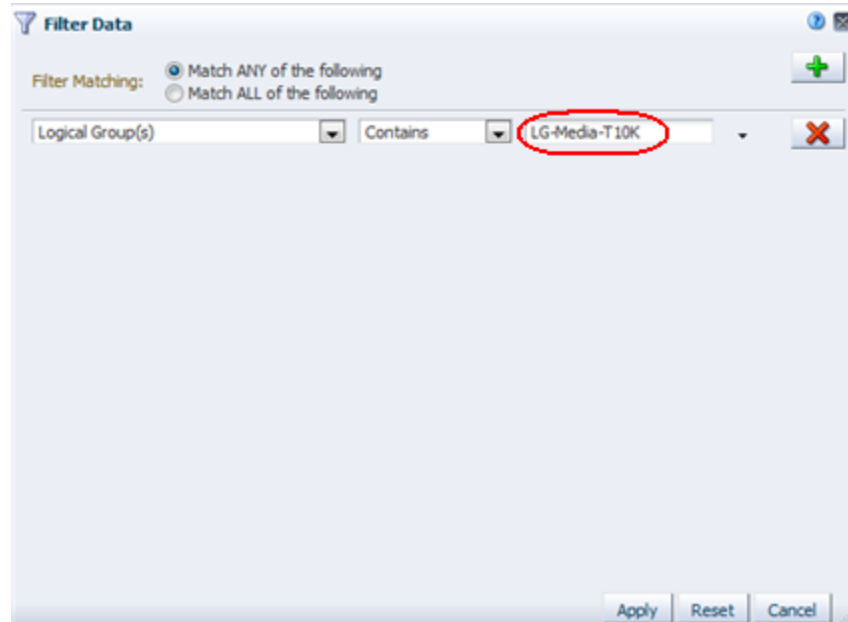 Filter Data
Filter Matching:
Match ANY of the following
Match ALL of the following
Logical Group(s) Contains LG-Media-T10K
Apply Reset Cancel